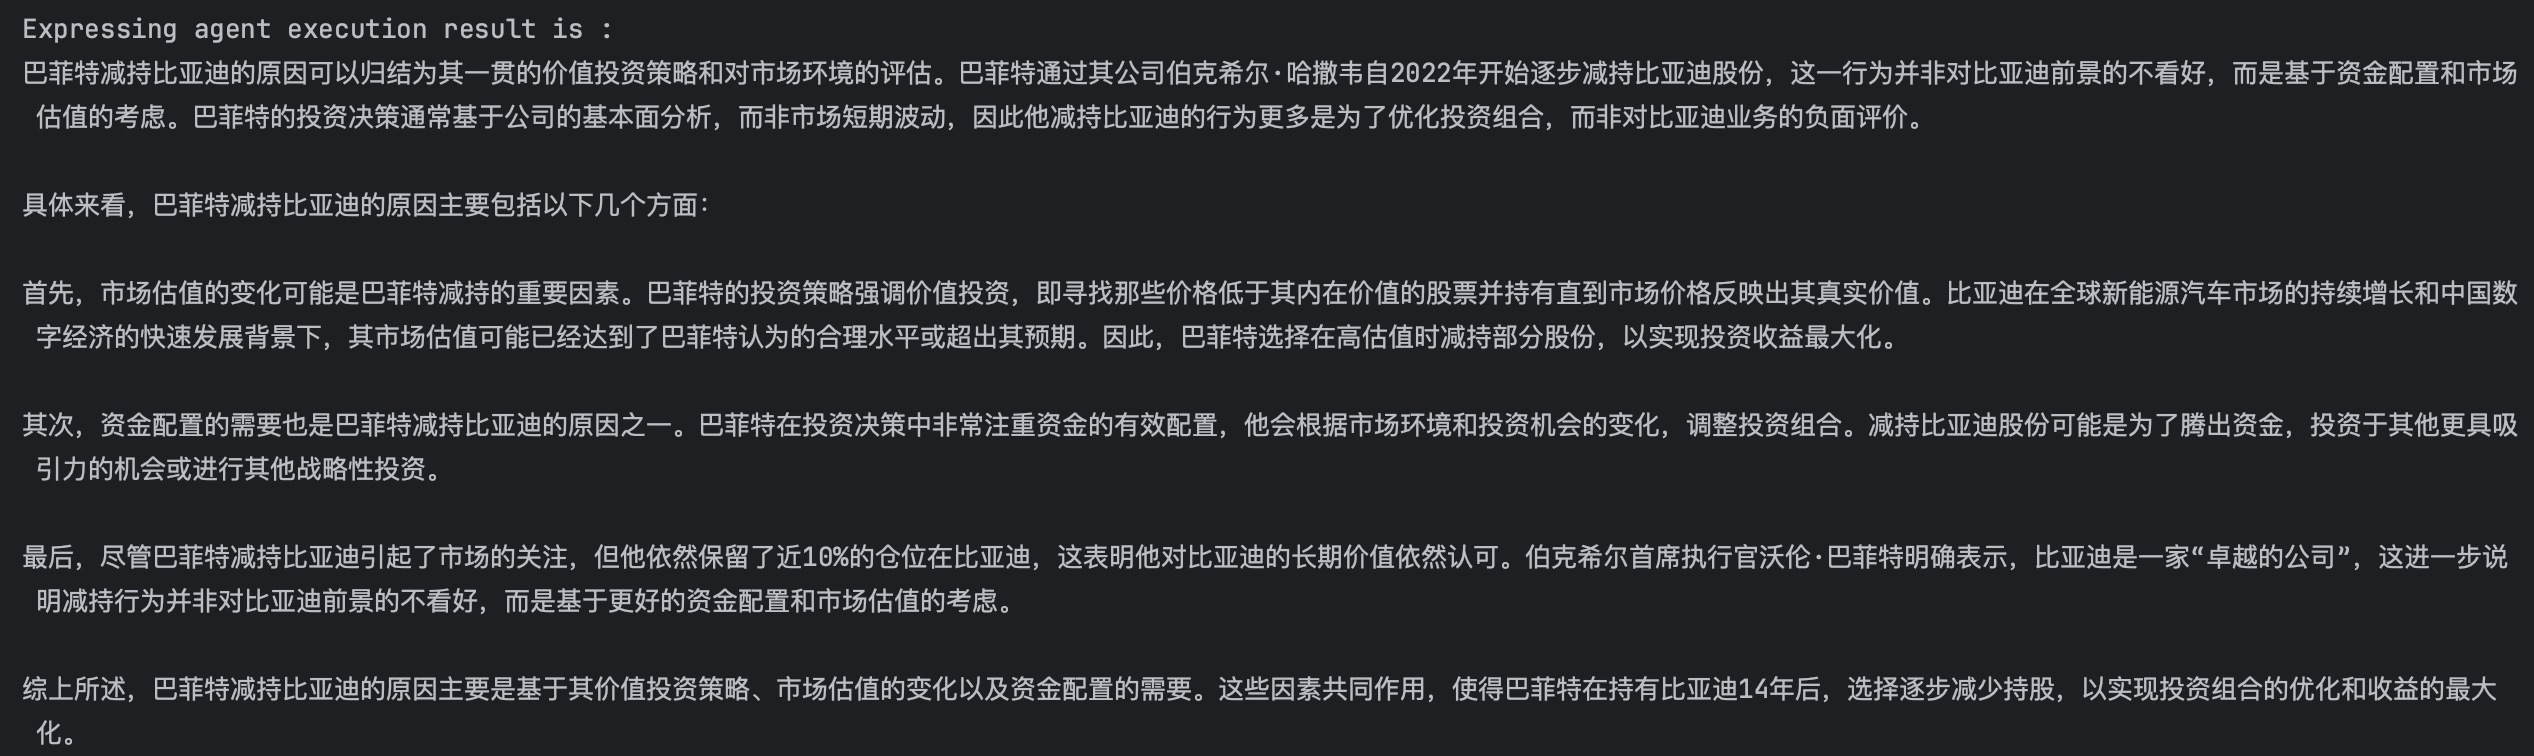 Expressing agent execution result is :
巴菲特减持比亚迪的原因可以归结为其一贯的价值投资策略和对市场环境的评估。巴菲特通过其公司伯克希尔·哈撒韦自2022年开始逐步减持比亚迪股份，这一行为并非对比亚迪前景的不看好，而是基于资金配置和市场
估值的考虑。巴菲特的投资决策通常基于公司的基本面分析，而非市场短期波动，因此他减持比亚迪的行为更多是为了优化投资组合，而非对比亚迪业务的负面评价。
具体来看，巴菲特减持比亚迪的原因主要包括以下几个方面：
首先，市场估值的变化可能是巴菲特减持的重要因素。巴菲特的投资策略强调价值投资，即寻找那些价格低于其内在价值的股票并持有直到市场价格反映出其真实价值。比亚迪在全球新能源汽车市场的持续增长和中国数
字经济的快速发展背景下，其市场估值可能已经达到了巴菲特认为的合理水平或超出其预期。因此，巴菲特选择在高估值时减持部分股份，以实现投资收益最大化。
其次，资金配置的需要也是巴菲特减持比亚迪的原因之一。巴菲特在投资决策中非常注重资金的有效配置，他会根据市场环境和投资机会的变化，调整投资组合。减持比亚迪股份可能是为了腾出资金，投资于其他更具吸
引力的机会或进行其他战略性投资。
最后，尽管巴菲特减持比亚迪引起了市场的关注，但他依然保留了近10%的仓位在比亚迪，这表明他对比亚迪的长期价值依然认可。伯克希尔首席执行官沃伦·巴菲特明确表示，比亚迪是一家“卓越的公司”，这进一步说
明减持行为并非对比亚迪前景的不看好，而是基于更好的资金配置和市场估值的考虑。
综上所述，巴菲特减持比亚迪的原因主要是基于其价值投资策略、市场估值的变化以及资金配置的需要。这些因素共同作用，使得巴菲特在持有比亚迪14年后，选择逐步减少持股，以实现投资组合的优化和收益的最大
化。